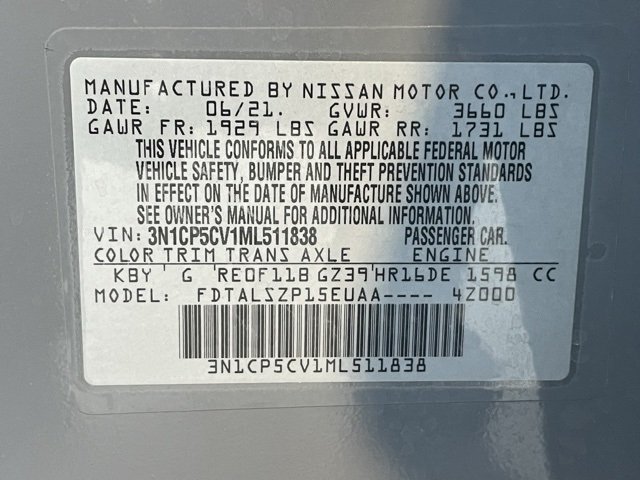 MANUFACTURED BY NISSAN MOTOR CO., LTD.
DATE: 06/21. GVWR: 3660 LBS
GAWR FR: 1929 LBS GAWR RR: 1731 LBS
THIS VEHICLE CONFORMS TO ALL APPLICABLE FEDERAL MOTOR
VEHICLE SAFETY, BUMPER AND THEFT PREVENTION STANDARDS
IN EFFECT ON THE DATE OF MANUFACTURE SHOWN ABOVE.
SEE OWNER'S MANUAL FOR ADDITIONAL INFORMATION.
VIN: 3N1CP5CV1ML511838 PASSENGER CAR.
COLOR TRIM TRANS AXLE ENGINE
KBY G RE0F11B GZ39 HR16DE 1598 CC
MODEL: FDTALSZP15EUAA---- 4Z000
3N1CP5CV1ML511838